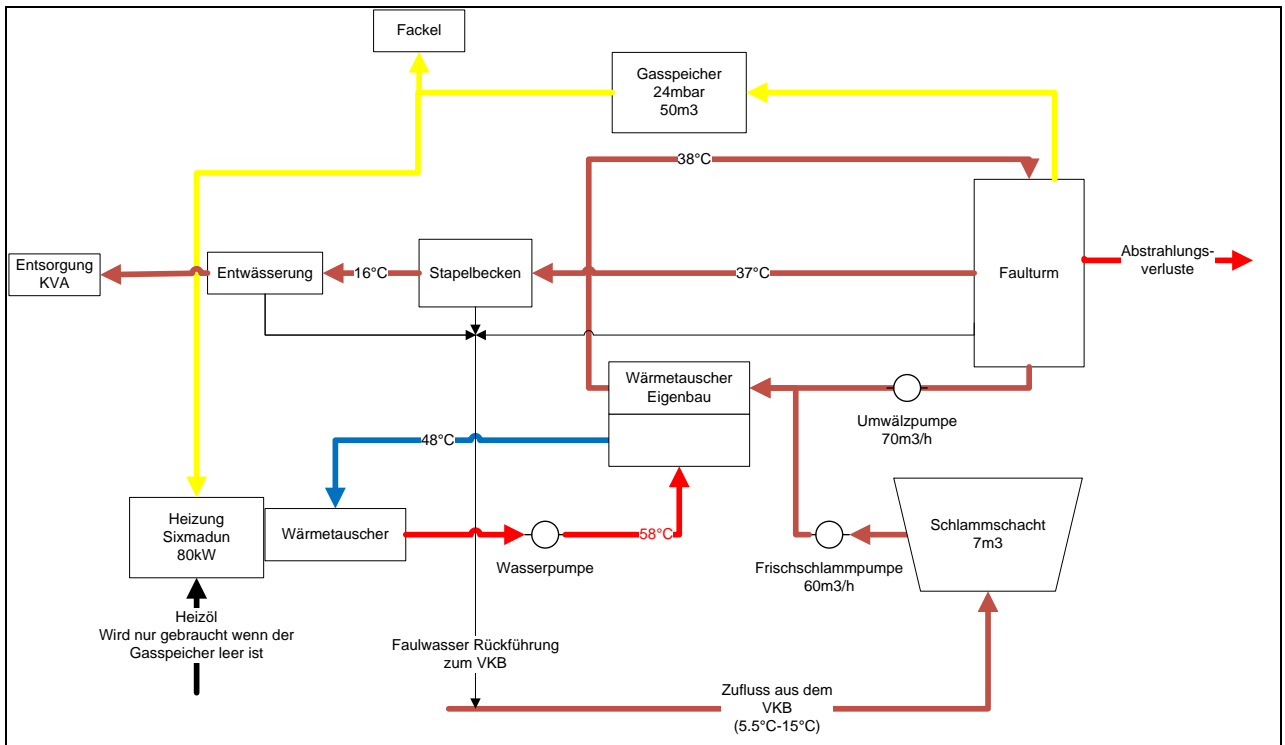 Fackel
Gasspeicher
24mbar
50m3
38°C
Entsorgung
KVA
Entwässerung
16°C
Stapelbecken
37°C
Faulturm
Abstrahlungs-
verluste
Wärmetauscher
Eigenbau
Umwälzpumpe
70m3/h
48°C
Heizung
Sixmadun
80kW
Wärmetauscher
58°C
Wasserpumpe
Schlammschacht
7m3
Frischschlammpumpe
60m3/h
Heizöl
Wird nur gebraucht wenn der
Gasspeicher leer ist
Faulwasser Rückführung
zum VKB
Zufluss aus dem
VKB
(5.5°C-15°C)